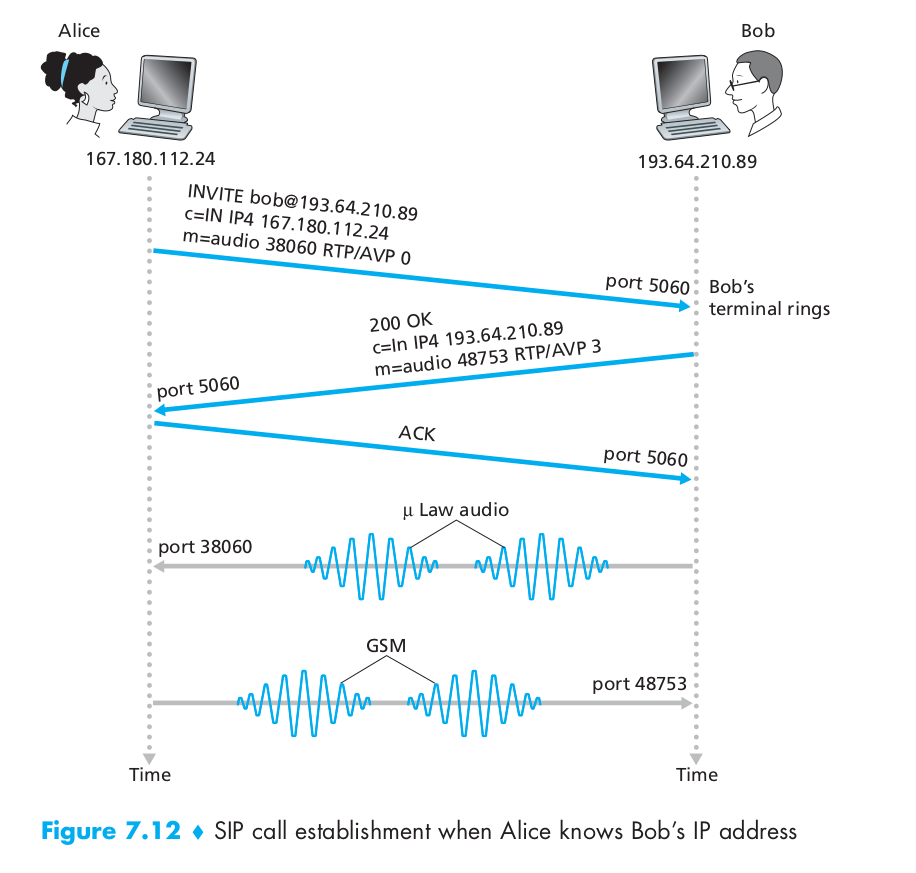 Alice
Bob
167.180.112.24
193.64.210.89
INVITE bob@193.64.210.89
c=IN IP4 167.180.112.24
m=audio 38060 RTP/AVP 0
port 5060
Bob's
terminal rings
200 OK
c=In IP4 193.64.210.89
m=audio 48753 RTP/AVP 3
port 5060
ACK
port 5060
μ Law audio
port 38060
GSM
port 48753
Time
Time
Figure 7.12 ♦ SIP call establishment when Alice knows Bob's IP address